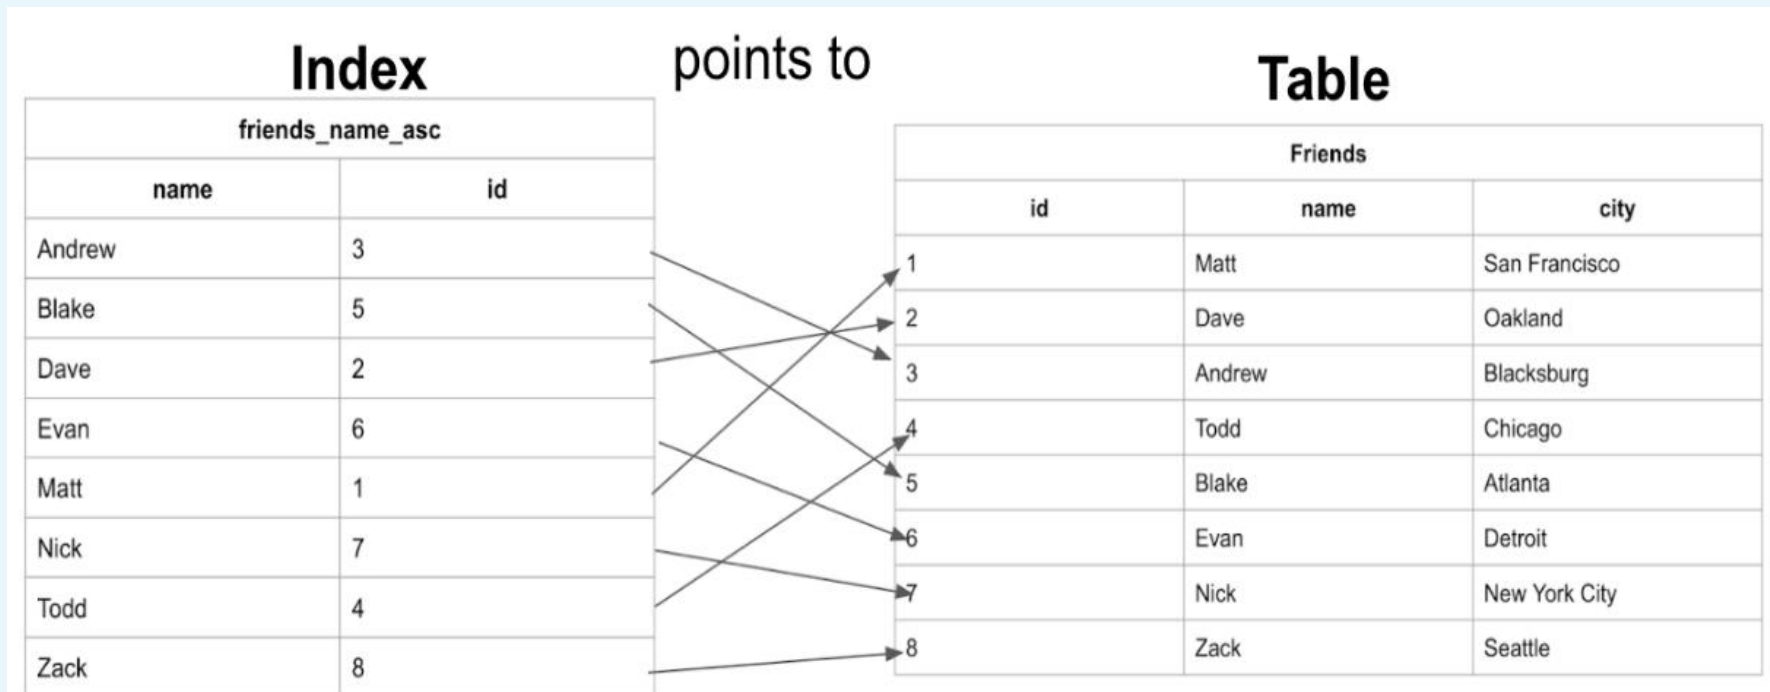 Index
points to
Table
friends_name_asc
name id
Andrew 3
Blake 5
Dave 2
Evan 6
Matt 1
Nick 7
Todd 4
Zack 8
Friends
id name city
1 Matt San Francisco
2 Dave Oakland
3 Andrew Blacksburg
4 Todd Chicago
5 Blake Atlanta
6 Evan Detroit
7 Nick New York City
8 Zack Seattle